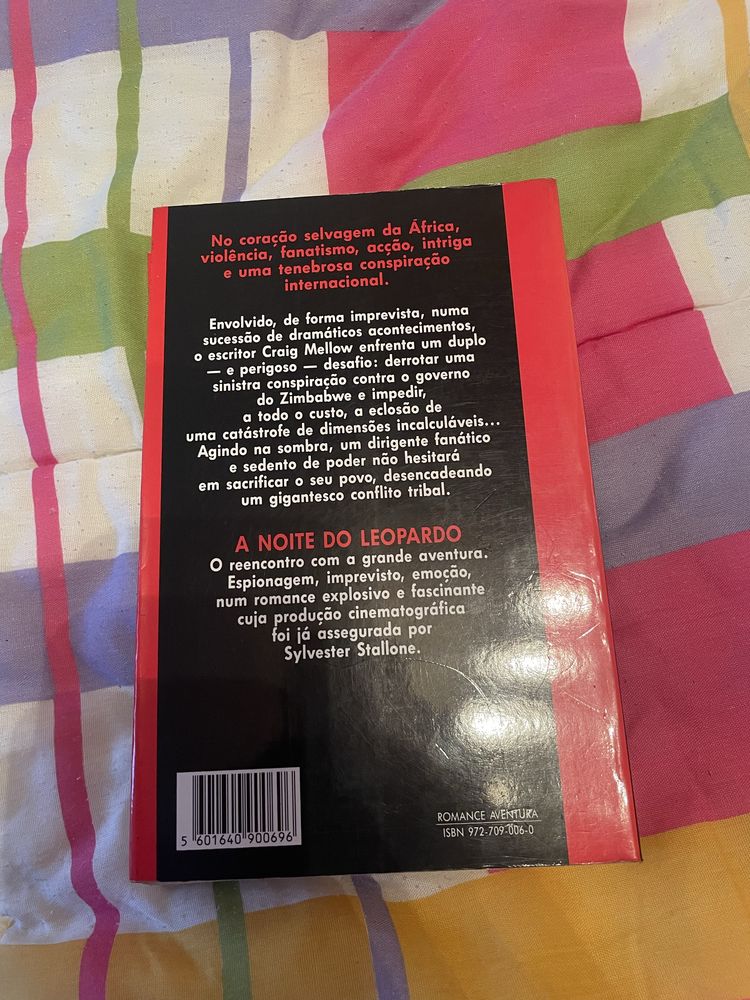 No coração selvagem da África,
violência, fanatismo, acção, intriga
e uma tenebrosa conspiração
internacional.
Envolvido, de forma imprevista, numa
sucessão de dramáticos acontecimentos,
o escritor Craig Mellow enfrenta um duplo
— e perigoso — desafio: derrotar uma
sinistra conspiração contra o governo
do Zimbabwe e impedir,
a todo o custo, a eclosão de
uma catástrofe de dimensões incalculáveis...
Agindo na sombra, um dirigente fanático
e sedento de poder não hesitará
em sacrificar o seu povo, desencadeando
um gigantesco conflito tribal.
A NOITE DO LEOPARDO
O reencontro com a grande aventura.
Espionagem, imprevisto, emoção,
num romance explosivo e fascinante
cuja produção cinematográfica
foi já assegurada por
Sylvester Stallone.
5 601640 900696
ROMANCE AVENTURA
ISBN 972-709-006-0